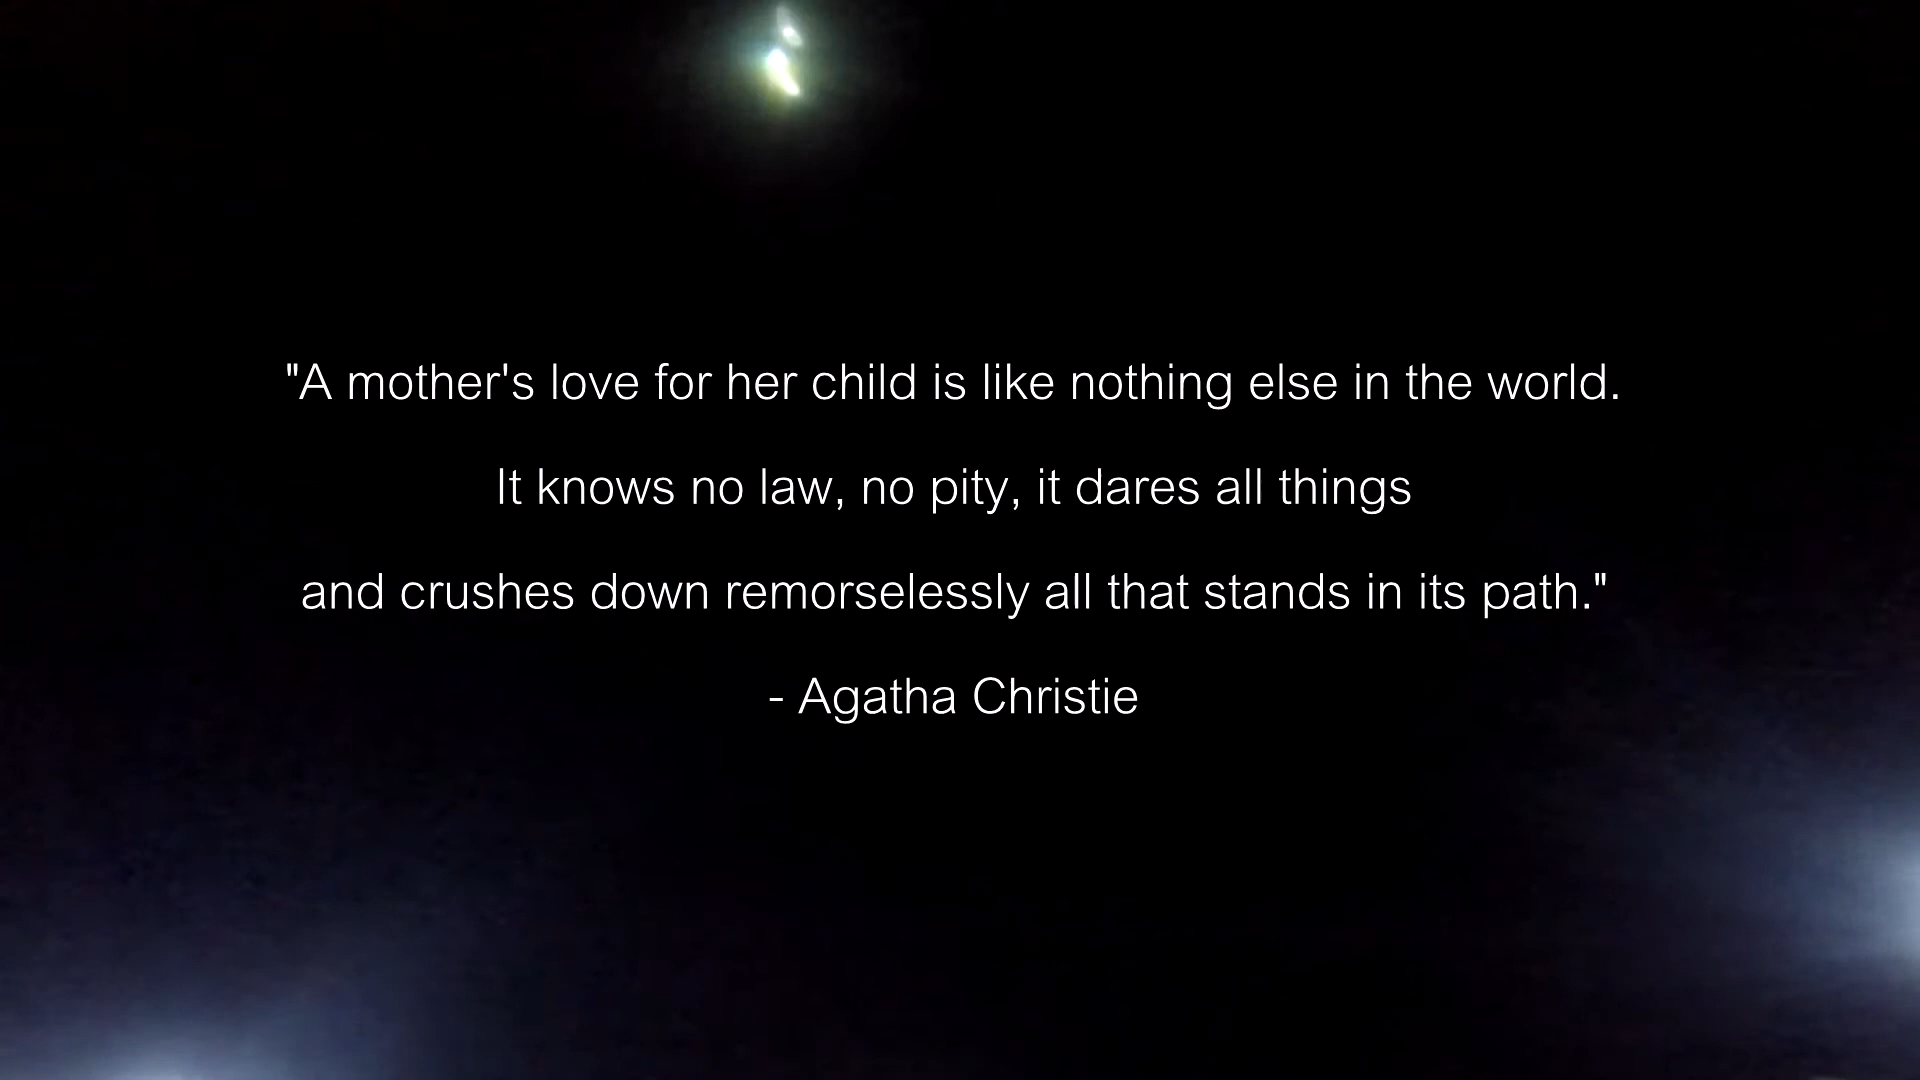 "A mother's love for her child is like nothing else in the world.
It knows no law, no pity, it dares all things
and crushes down remorselessly all that stands in its path."
- Agatha Christie